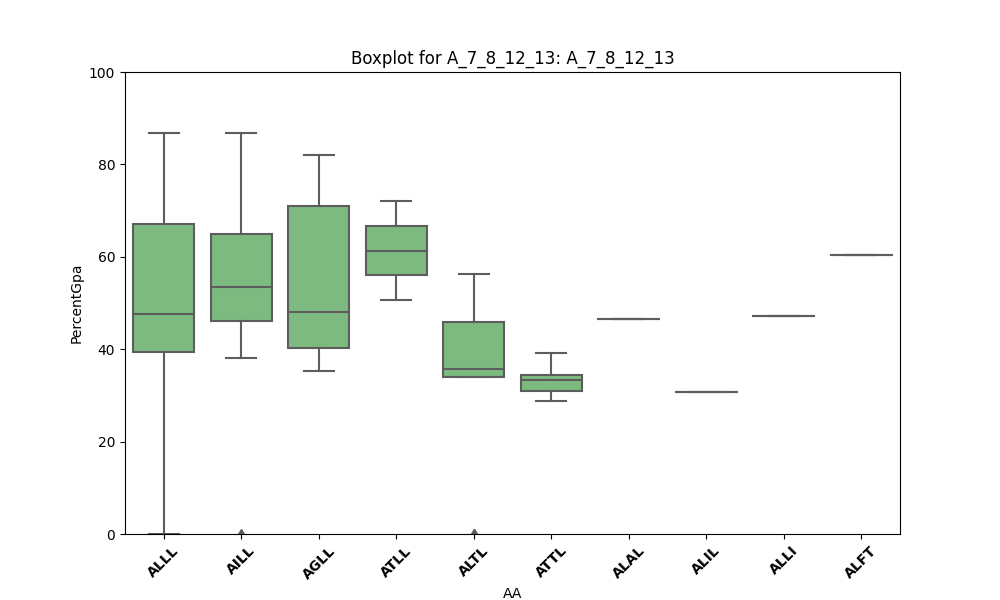 Boxplot for A_7_8_12_13: A_7_8_12_13
PercentGpa
100
80
60
40
20
0
ALLL AILL AGLL ATLL ALTL ATTL ALAL ALIL ALLI ALFT
AA